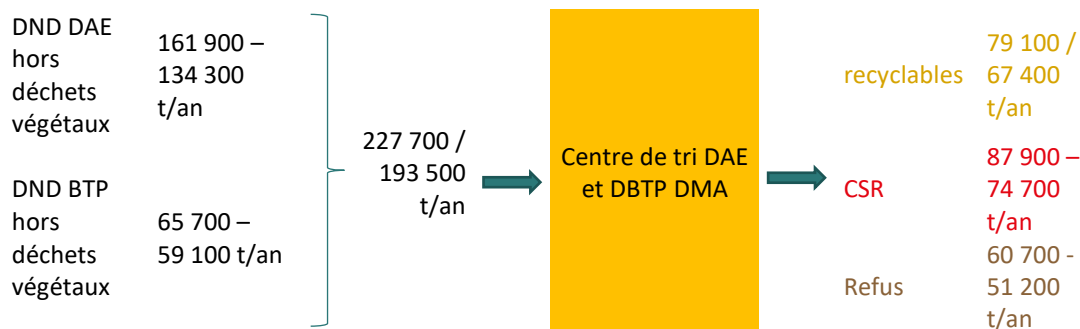 DND DAE
hors
déchets
végétaux
161 900 –
134 300
t/an
DND BTP
hors
déchets
végétaux
65 700 –
59 100 t/an
227 700 /
193 500
t/an
Centre de tri DAE
et DBTP DMA
recyclables
79 100 /
67 400
t/an
CSR
87 900 –
74 700
t/an
Refus
60 700 -
51 200
t/an